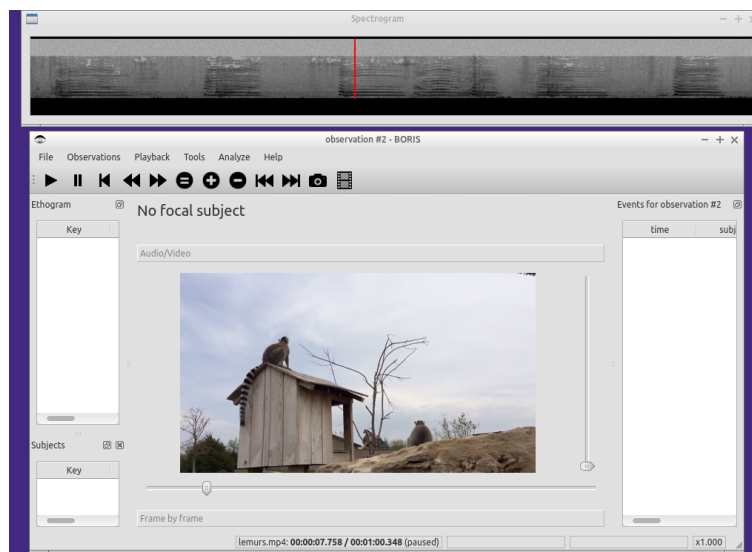 Spectrogram
observation #2 - BORIS
File Observations Playback Tools Analyze Help
Ethogram
Key
No focal subject
Audio/Video
Events for observation #2
time subj
Subjects
Key
Frame by frame
lemurs.mp4: 00:00:07.758 / 00:01:00.348 (paused)
x1.000